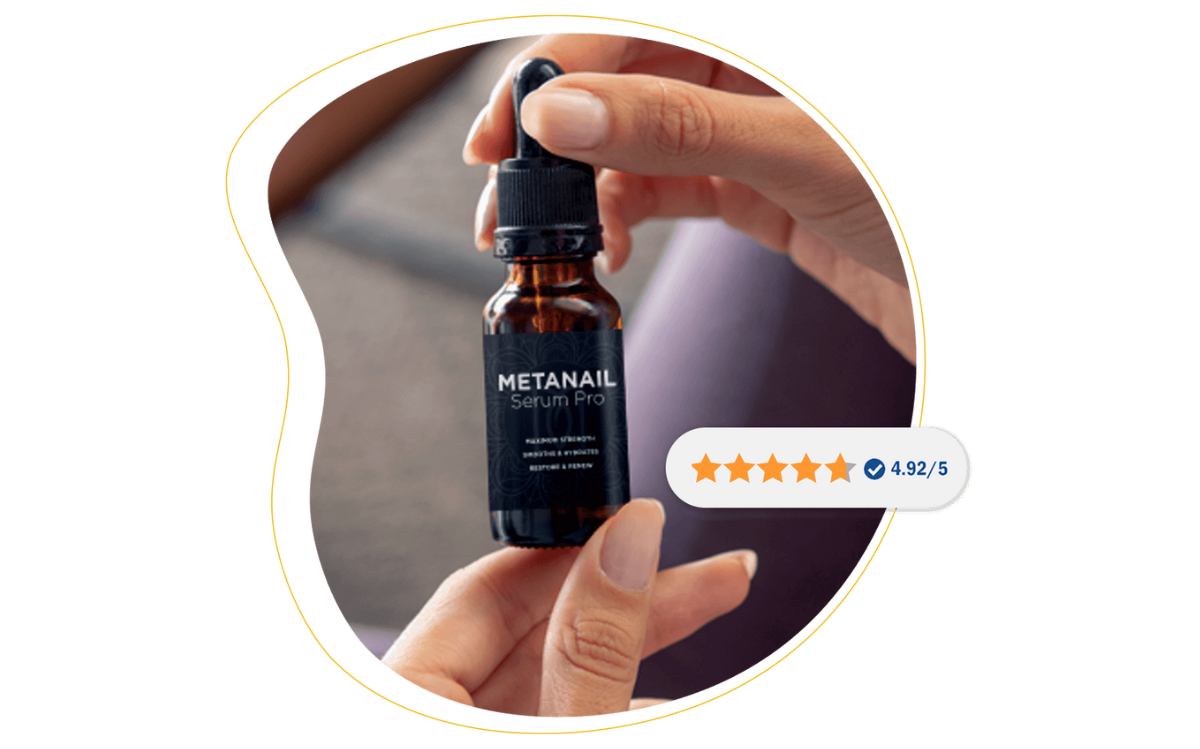 METANAIL
Serum Pro
MAXIMUM STRENGTH
SMOOTHS & HYDRATES
RESTORE & RENEW
4.92/5